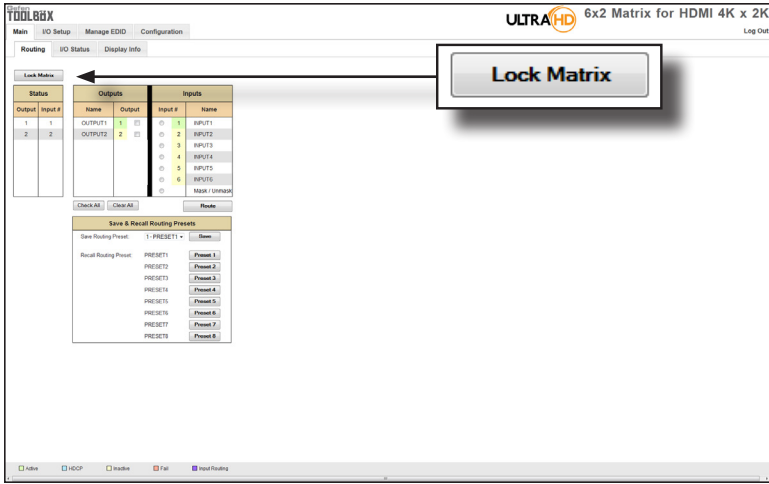 Gefen
TOOLBOX
ULTRA HD 6x2 Matrix for HDMI 4K x 2K
Main I/O Setup Manage EDID Configuration
Log Out
Routing I/O Status Display Info
Lock Matrix
Lock Matrix
Status Outputs Inputs
Output Input # Name Output Input # Name
1 1 OUTPUT1 1 1 INPUT1
2 2 OUTPUT2 2 2 INPUT2
3 INPUT3
4 INPUT4
5 INPUT5
6 INPUT6
Mask / Unmask
Check All Clear All Route
Save & Recall Routing Presets
Save Routing Preset: 1 - PRESET1 Save
Recall Routing Preset: PRESET1 Preset 1
PRESET2 Preset 2
PRESET3 Preset 3
PRESET4 Preset 4
PRESET5 Preset 5
PRESET6 Preset 6
PRESET7 Preset 7
PRESET8 Preset 8
Active HDCP Inactive Fail Input Routing